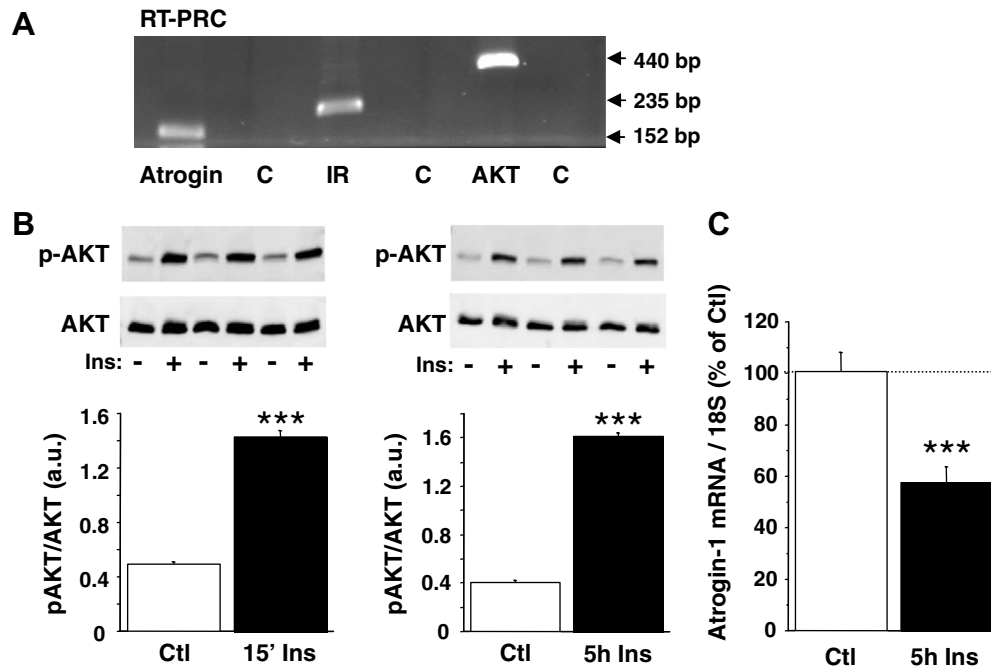 A
RT-PRC
440 bp
235 bp
152 bp
Atrogin C IR C AKT C
B
p-AKT
AKT
Ins: - + - + - +
pAKT/AKT (a.u.)
1.6
1.2
0.8
0.4
0
***
Ctl 15' Ins
p-AKT
AKT
- + - + - +
pAKT/AKT (a.u.)
1.6
1.2
0.8
0.4
0
***
Ctl 5h Ins
C
Atrogin-1 mRNA / 18S (% of Ctl)
120
100
80
60
40
20
0
***
Ctl 5h Ins